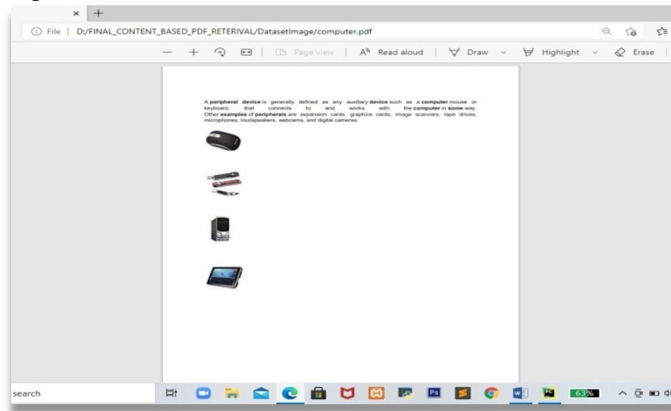 × +
File | D:/FINAL_CONTENT_BASED_PDF_RETERIVAL/DatasetImage/computer.pdf
− + | Page view | A Read aloud | Draw Highlight Erase
A peripheral device is generally defined as any auxiliary device such as a computer mouse or
keyboard, that connects to and works with the computer in some way.
Other examples of peripherals are expansion cards, graphics cards, image scanners, tape drives,
microphones, loudspeakers, webcams, and digital cameras.
search 63%